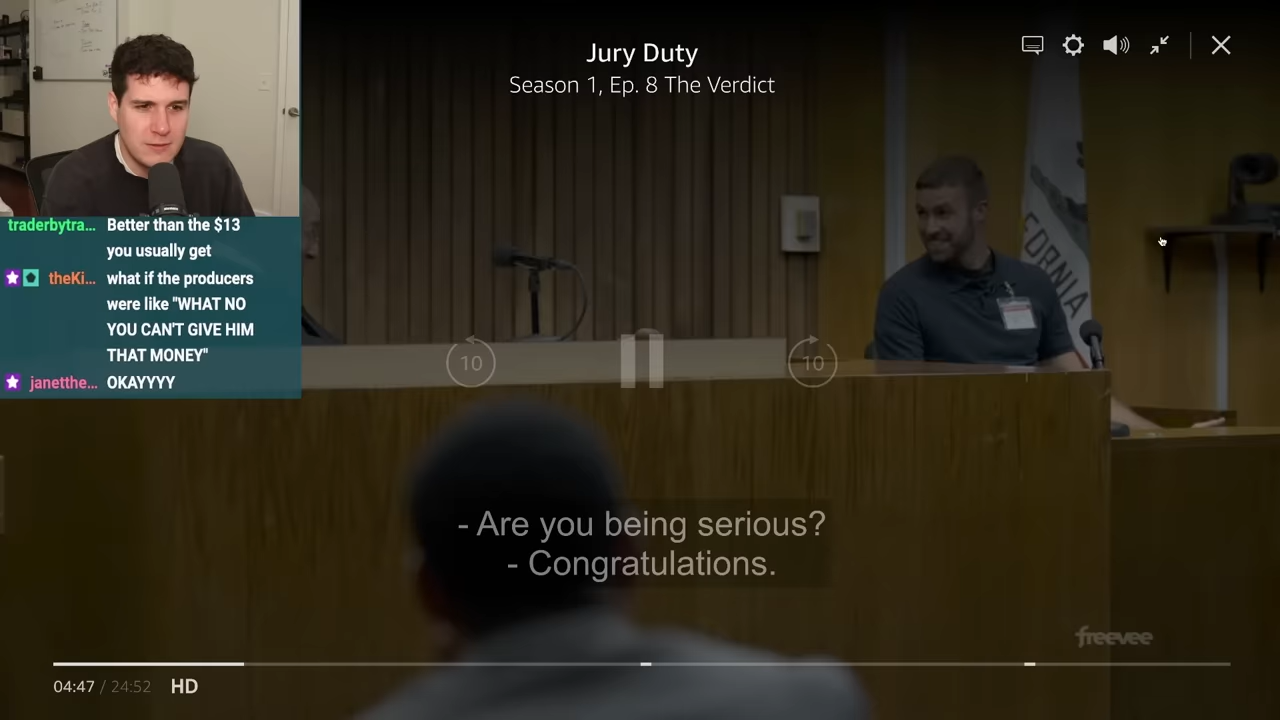 Jury Duty
Season 1, Ep. 8 The Verdict
traderbytra... Better than the $13
you usually get
theKi... what if the producers
were like "WHAT NO
YOU CAN'T GIVE HIM
THAT MONEY"
janetthe... OKAYYYY
10
10
- Are you being serious?
- Congratulations.
freevee
04:47 / 24:52 HD